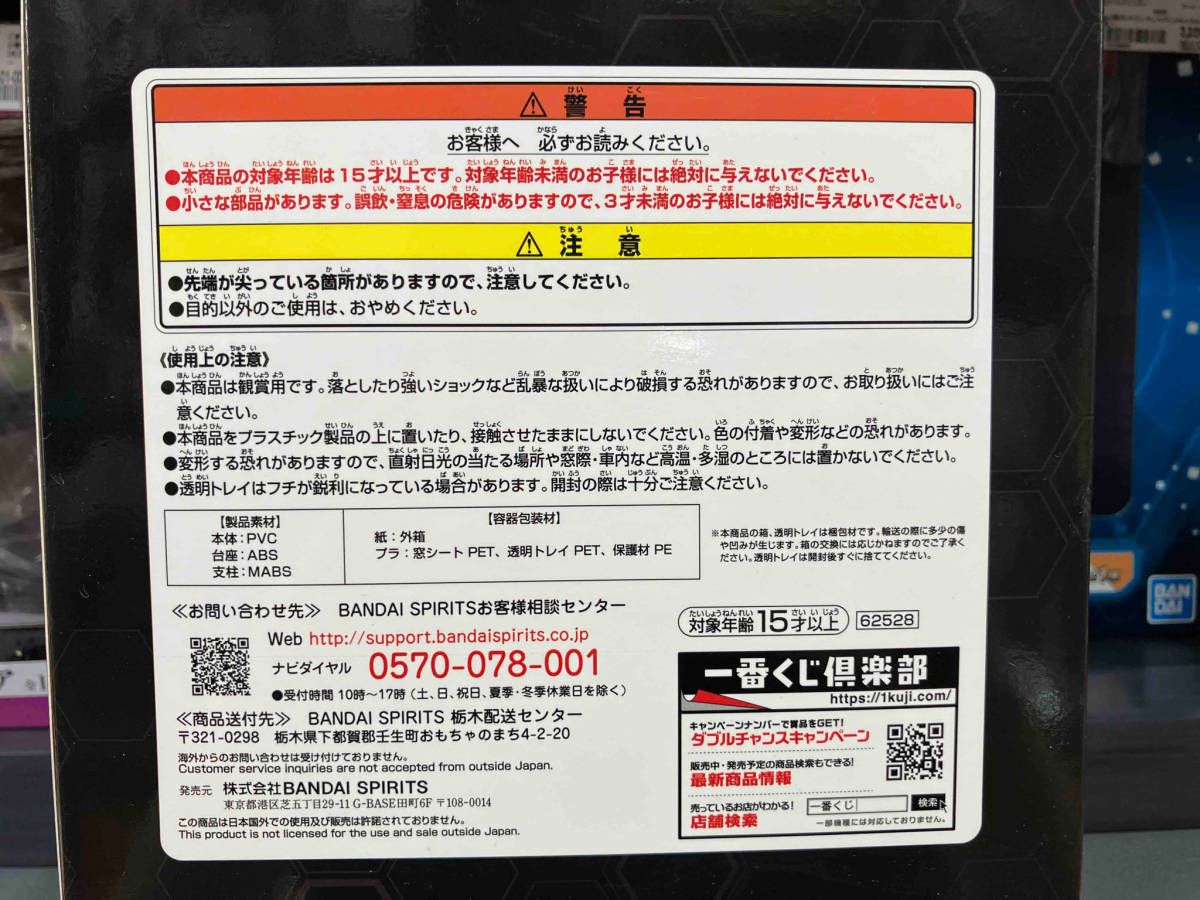 ⚠ 警告
お客様へ 必ずお読みください。
●本商品の対象年齢は15才以上です。対象年齢未満のお子様には絶対に与えないでください。
●小さな部品があります。誤飲・窒息の危険がありますので、3才未満のお子様には絶対に与えないでください。
⚠ 注意
●先端が尖っている箇所がありますので、注意してください。
●目的以外のご使用は、おやめください。
《使用上の注意》
●本商品は観賞用です。落としたり強いショックなど乱暴な扱いにより破損する恐れがありますので、お取り扱いにはご注
意ください。
●本商品をプラスチック製品の上に置いたり、接触させたままにしないでください。色の付着や変形などの恐れがあります。
●変形する恐れがありますので、直射日光の当たる場所や窓際・車内など高温・多湿のところには置かないでください。
●透明トレイはフチが鋭利になっている場合があります。開封の際は十分ご注意ください。
【製品素材】
本体:PVC
台座:ABS
支柱:MABS
【容器包装材】
紙:外箱
プラ:窓シート PET、透明トレイ PET、保護材 PE
※本商品の箱、透明トレイは梱包材です。輸送の際に多少の傷
や凹みが生じます。箱の交換には応じかねますのでご了承く
ださい。透明トレイは開封後すぐに捨ててください。
≪お問い合わせ先≫ BANDAI SPIRITSお客様相談センター
Web http://support.bandaispirits.co.jp
ナビダイヤル 0570-078-001
●受付時間 10時~17時(土、日、祝日、夏季・冬季休業日を除く)
≪商品送付先≫ BANDAI SPIRITS 栃木配送センター
〒321-0298 栃木県下都賀郡壬生町おもちゃのまち4-2-20
海外からのお問い合わせは受け付けておりません。
Customer service inquiries are not accepted from outside Japan.
発売元 株式会社BANDAI SPIRITS
東京都港区芝五丁目29-11 G-BASE田町6F 〒108-0014
この商品は日本国外での使用及び販売は許諾されておりません。
This product is not licensed for the use and sale outside Japan.
対象年齢15才以上 62528
一番くじ倶楽部
https://1kuji.com/
キャンペーンナンバーで賞品をGET!
ダブルチャンスキャンペーン
販売中・発売予定の商品検索もできる!
最新商品情報
売っているお店がわかる!
店舗検索
一番くじ 検索
一部機種には対応しておりません。
BAN
DAI